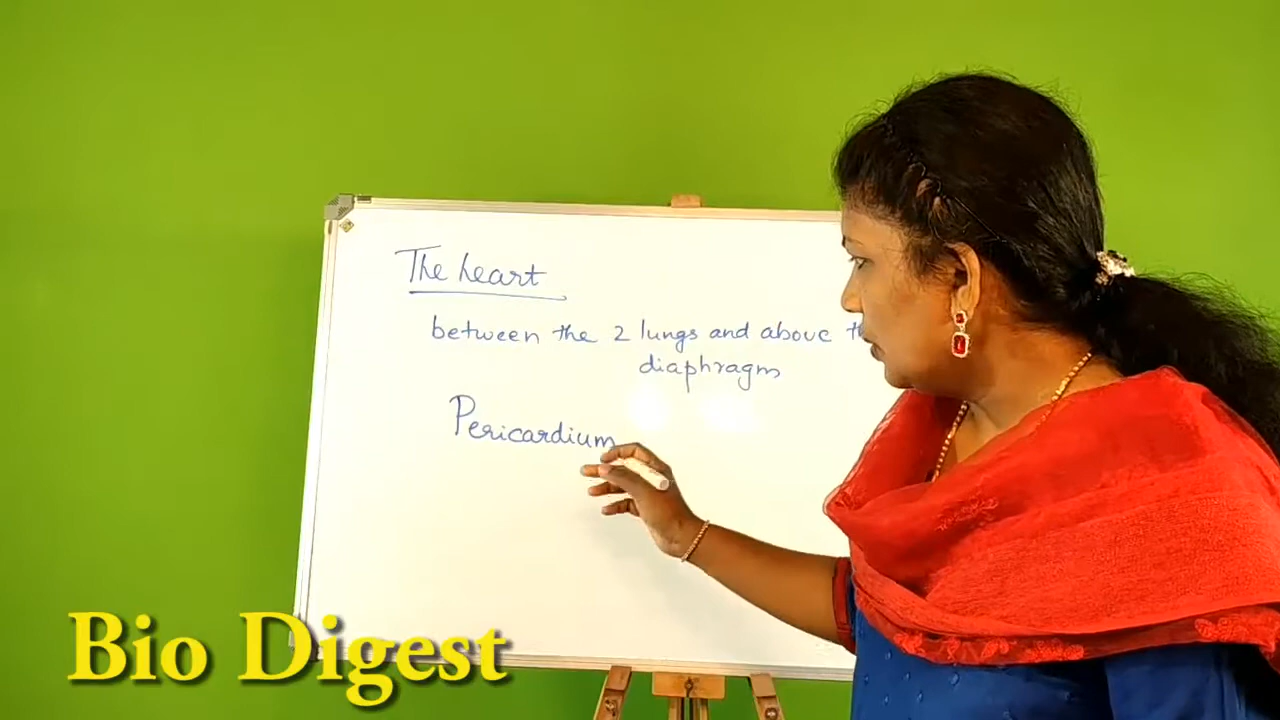 The heart
between the 2 lungs and above
diaphragm
Pericardium
Bio Digest